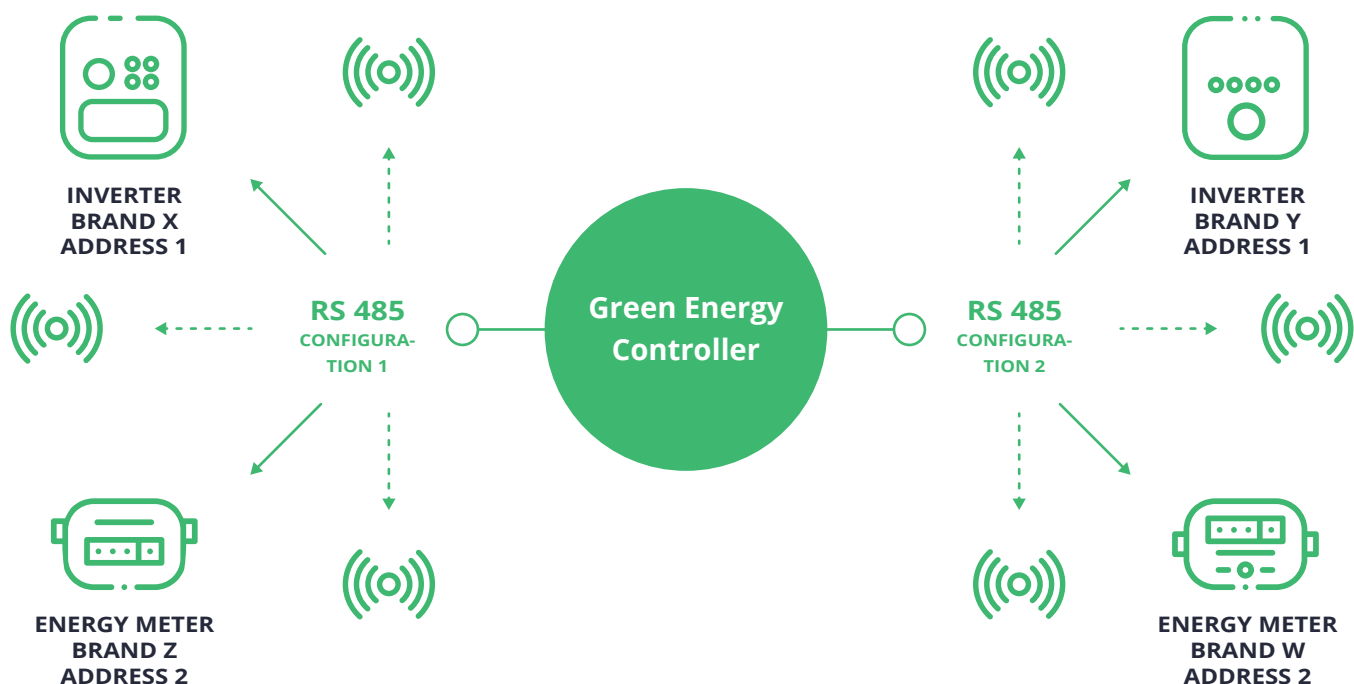 INVERTER
BRAND X
ADDRESS 1
INVERTER
BRAND Y
ADDRESS 1
RS 485
CONFIGURA-
TION 1
Green Energy
Controller
RS 485
CONFIGURA-
TION 2
ENERGY METER
BRAND Z
ADDRESS 2
ENERGY METER
BRAND W
ADDRESS 2